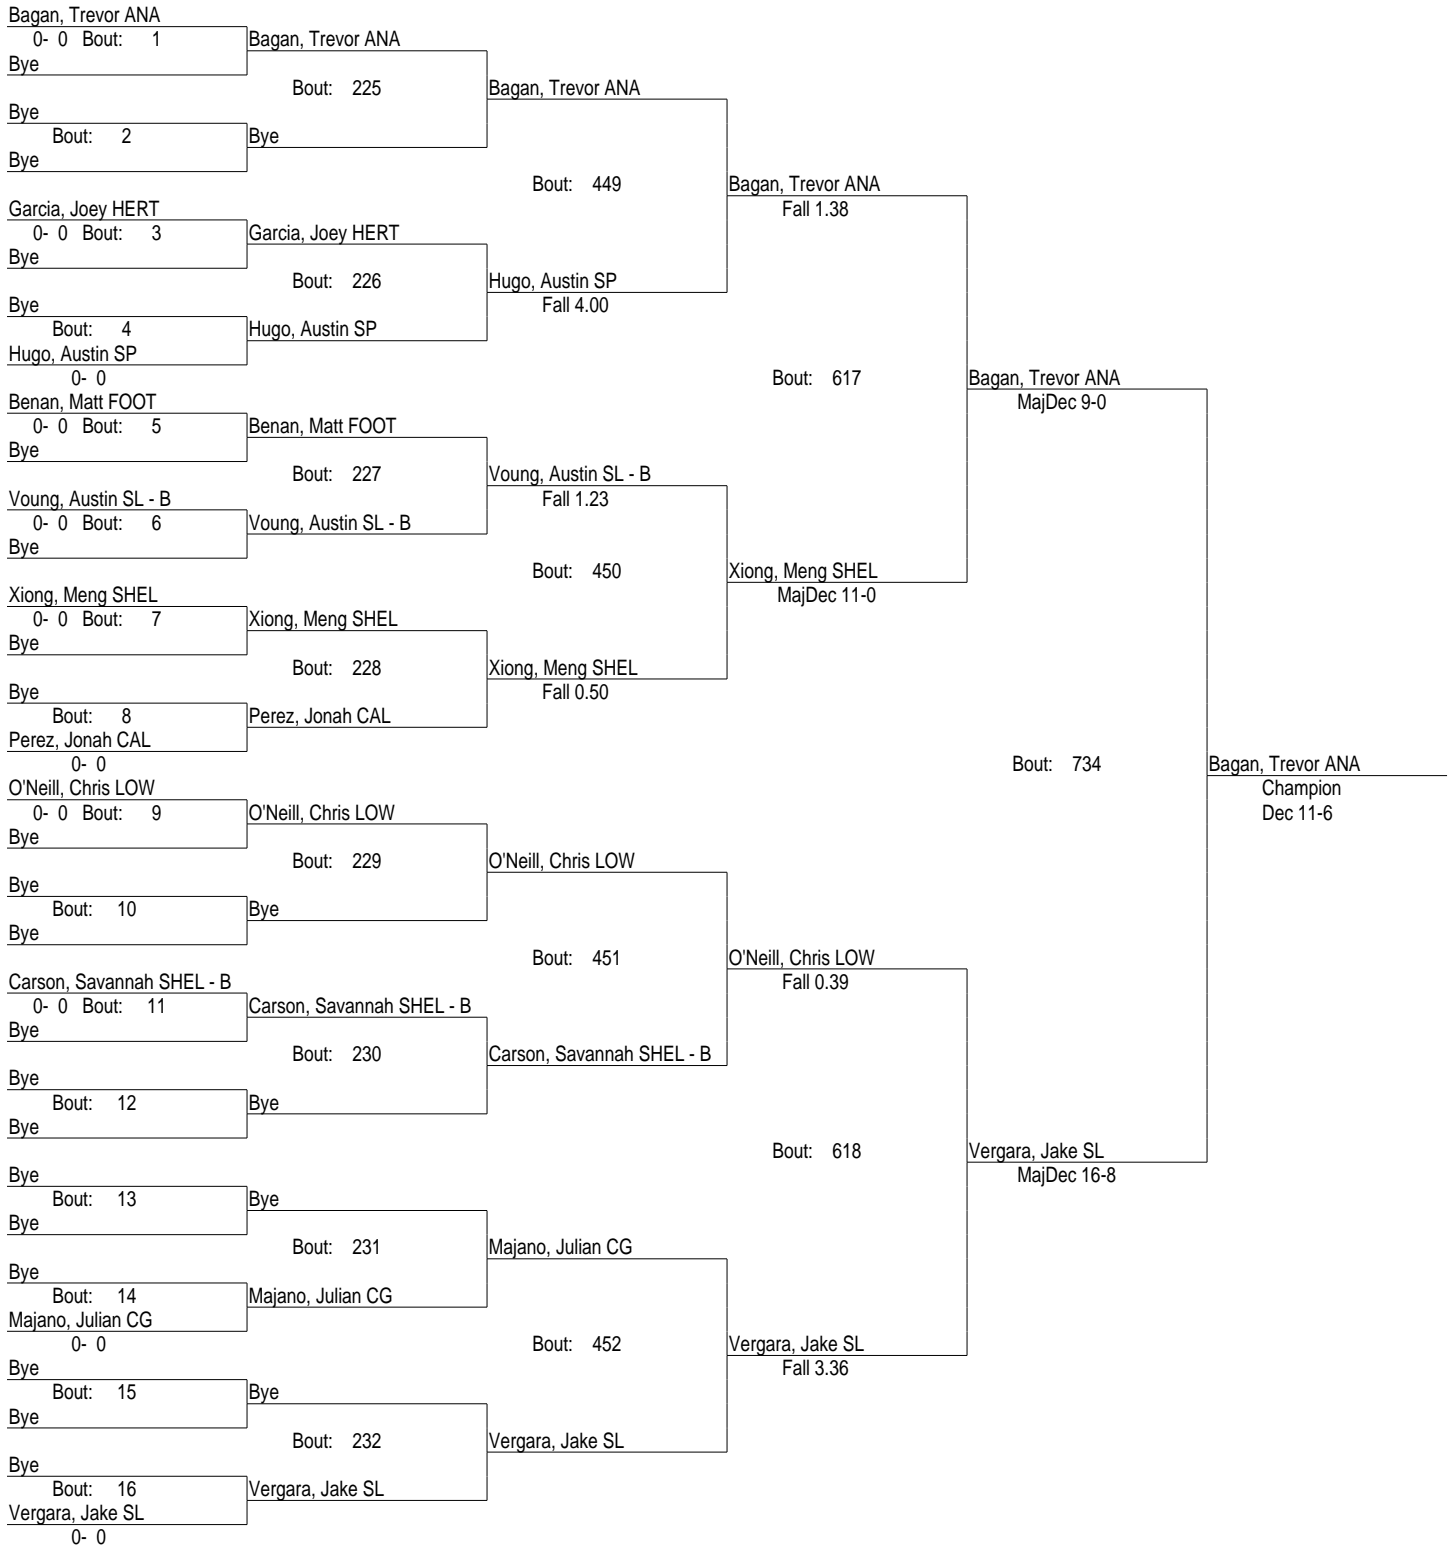 Bagan, Trevor ANA
0- 0 Bout: 1
Bagan, Trevor ANA
Bye
Bout: 225
Bagan, Trevor ANA
Bye
Bout: 2
Bye
Bye
Bout: 449
Bagan, Trevor ANA
Fall 1.38
Garcia, Joey HERT
0- 0 Bout: 3
Garcia, Joey HERT
Bye
Bout: 226
Hugo, Austin SP
Fall 4.00
Bye
Bout: 4
Hugo, Austin SP
Hugo, Austin SP
0- 0
Bout: 617
Bagan, Trevor ANA
MajDec 9-0
Benan, Matt FOOT
0- 0 Bout: 5
Benan, Matt FOOT
Bye
Bout: 227
Voung, Austin SL - B
Fall 1.23
Voung, Austin SL - B
0- 0 Bout: 6
Voung, Austin SL - B
Bye
Bout: 450
Xiong, Meng SHEL
MajDec 11-0
Xiong, Meng SHEL
0- 0 Bout: 7
Xiong, Meng SHEL
Bye
Bout: 228
Xiong, Meng SHEL
Fall 0.50
Bye
Bout: 8
Perez, Jonah CAL
Perez, Jonah CAL
0- 0
Bout: 734
Bagan, Trevor ANA
Champion
Dec 11-6
O'Neill, Chris LOW
0- 0 Bout: 9
O'Neill, Chris LOW
Bye
Bout: 229
O'Neill, Chris LOW
Bye
Bout: 10
Bye
Bye
Bout: 451
O'Neill, Chris LOW
Fall 0.39
Carson, Savannah SHEL - B
0- 0 Bout: 11
Carson, Savannah SHEL - B
Bye
Bout: 230
Carson, Savannah SHEL - B
Bye
Bout: 12
Bye
Bye
Bout: 618
Vergara, Jake SL
MajDec 16-8
Bye
Bout: 13
Bye
Bye
Bout: 231
Majano, Julian CG
Bye
Bout: 14
Majano, Julian CG
Majano, Julian CG
0- 0
Bout: 452
Vergara, Jake SL
Fall 3.36
Bye
Bout: 15
Bye
Bye
Bout: 232
Vergara, Jake SL
Bye
Bout: 16
Vergara, Jake SL
Vergara, Jake SL
0- 0